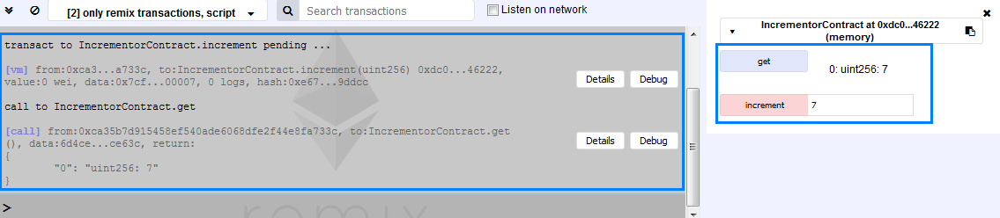 [2] only remix transactions, script
Search transactions
Listen on network
transact to IncrementorContract.increment pending ...
[vm] from:0xca3...a733c, to:IncrementorContract.increment(uint256) 0xdc0...46222,
value:0 wei, data:0x7cf...00007, 0 logs, hash:0xe67...9ddcc
Details
Debug
call to IncrementorContract.get
[call] from:0xca35b7d915458ef540ade6068dfe2f44e8fa733c, to:IncrementorContract.get
(), data:6d4ce...ce63c, return:
{
"0": "uint256: 7"
}
Details
Debug
>
remix
IncrementorContract at 0xdc0...46222
(memory)
get
0: uint256: 7
increment
7